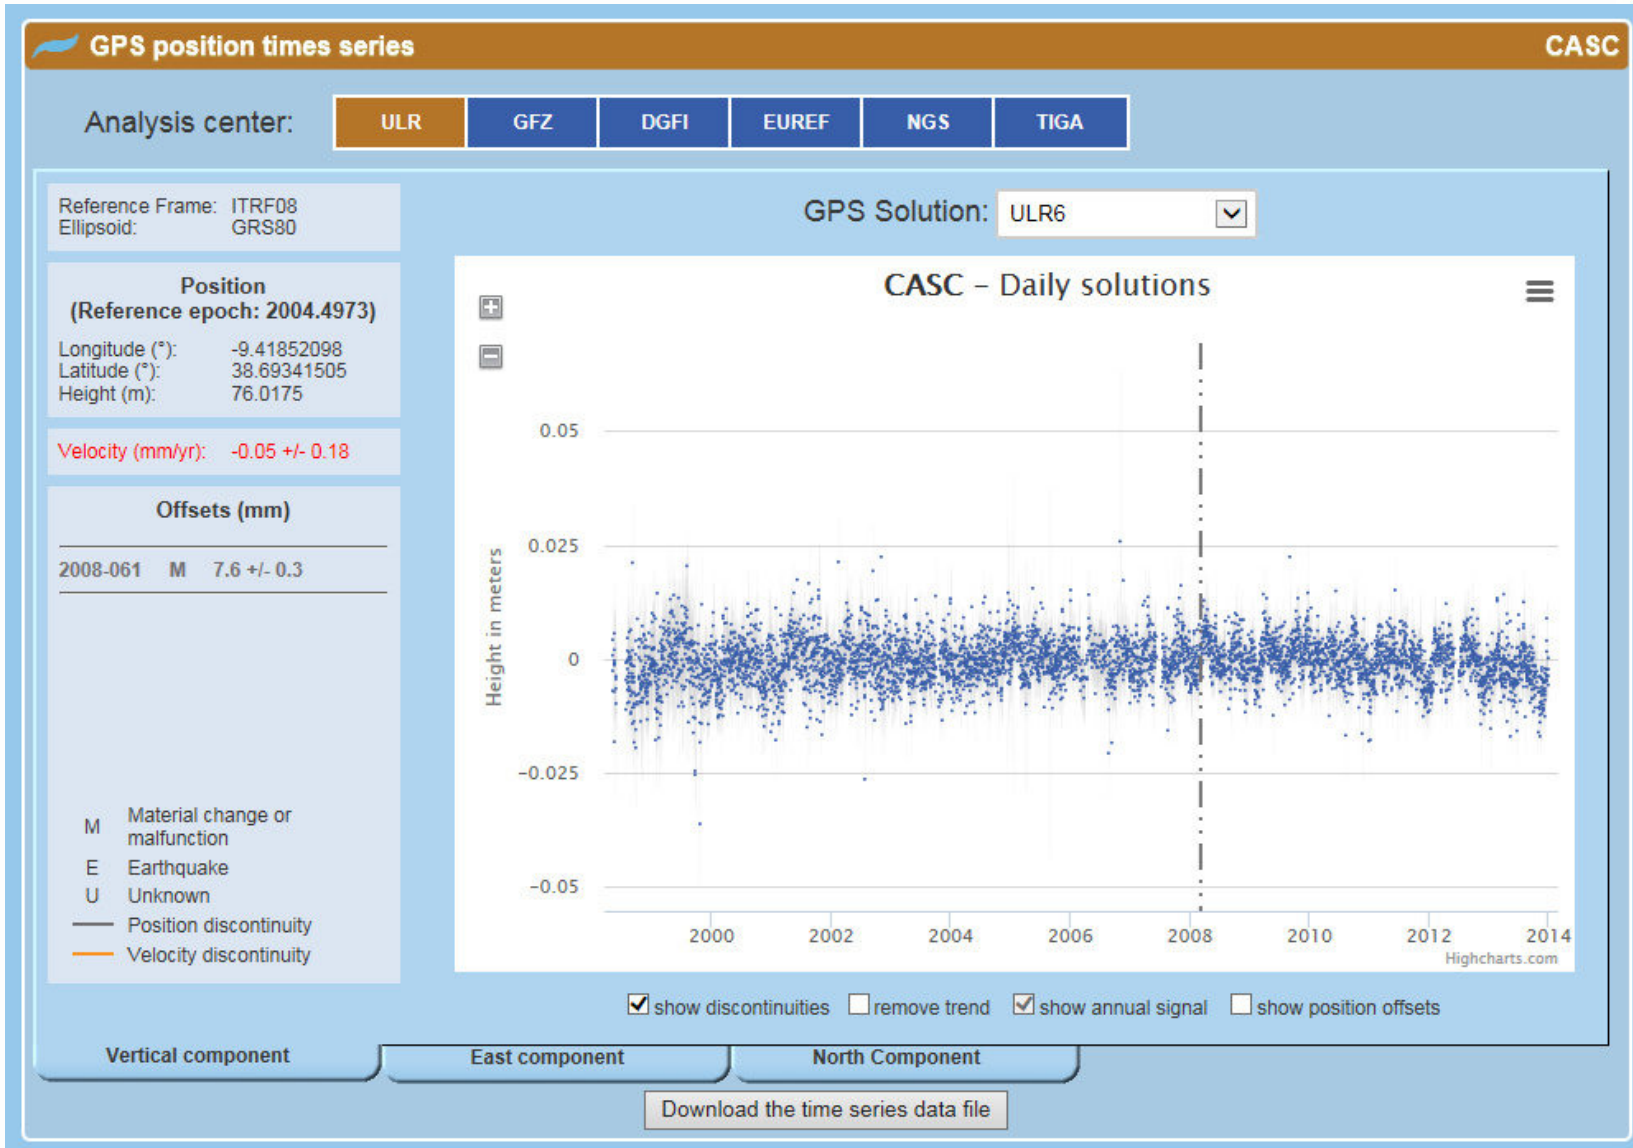 GPS position times series
CASC
Analysis center:
ULR
GFZ
DGFI
EUREF
NGS
TIGA
Reference Frame: ITRF08
Ellipsoid: GRS80
Position
(Reference epoch: 2004.4973)
Longitude (°): -9.41852098
Latitude (°): 38.69341505
Height (m): 76.0175
Velocity (mm/yr): -0.05 +/- 0.18
Offsets (mm)
2008-061 M 7.6 +/- 0.3
M Material change or
malfunction
E Earthquake
U Unknown
Position discontinuity
Velocity discontinuity
GPS Solution: ULR6
CASC – Daily solutions
Height in meters
0.05
0.025
0
−0.025
−0.05
2000
2002
2004
2006
2008
2010
2012
2014
Highcharts.com
show discontinuities
remove trend
show annual signal
show position offsets
Vertical component
East component
North Component
Download the time series data file